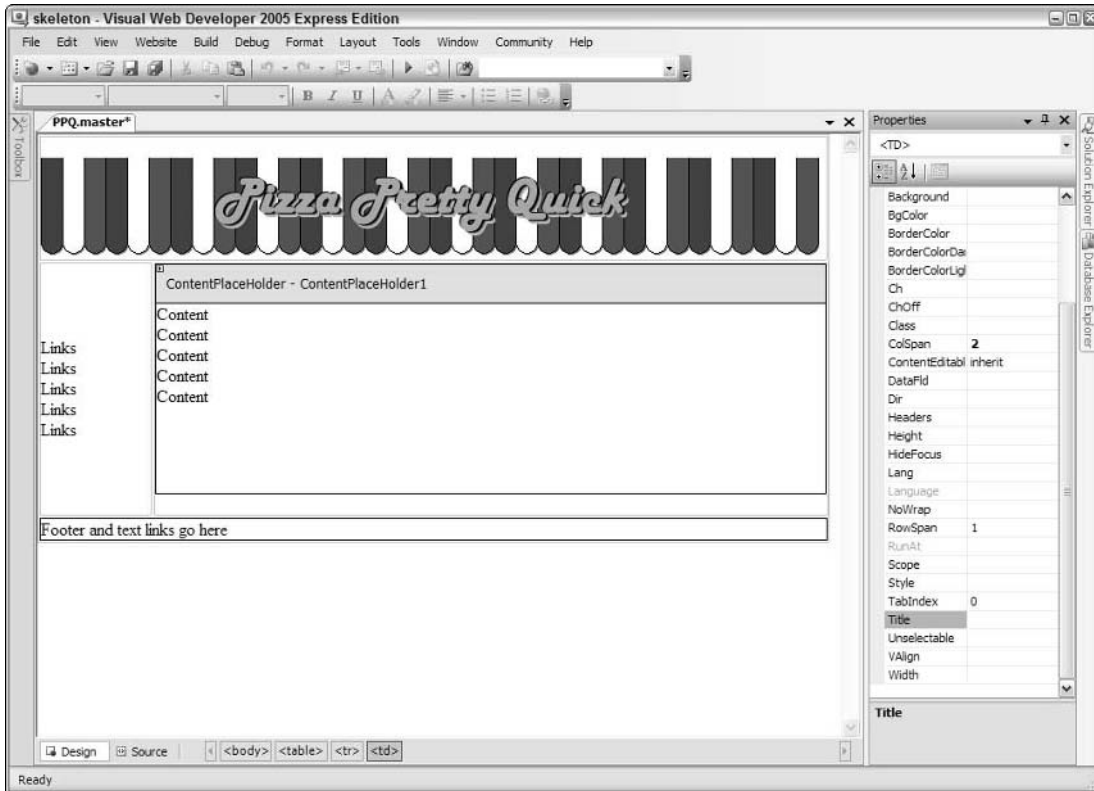 skeleton - Visual Web Developer 2005 Express Edition
File Edit View Website Build Debug Format Layout Tools Window Community Help
B I U A
Toolbox
PPQ.master*
Pizza Pretty Quick
ContentPlaceHolder - ContentPlaceHolder1
Content
Content
Content
Content
Content
Links
Links
Links
Links
Links
Footer and text links go here
Design Source <body> <table> <tr> <td>
Ready
Properties
<TD>
Background
BgColor
BorderColor
BorderColorDa
BorderColorLigl
Ch
ChOff
Class
ColSpan 2
ContentEditabl inherit
DataFld
Dir
Headers
Height
HideFocus
Lang
Language
NoWrap
RowSpan 1
RunAt
Scope
Style
TabIndex 0
Title
Unselectable
VAlign
Width
Title
Solution Explorer
Database Explorer